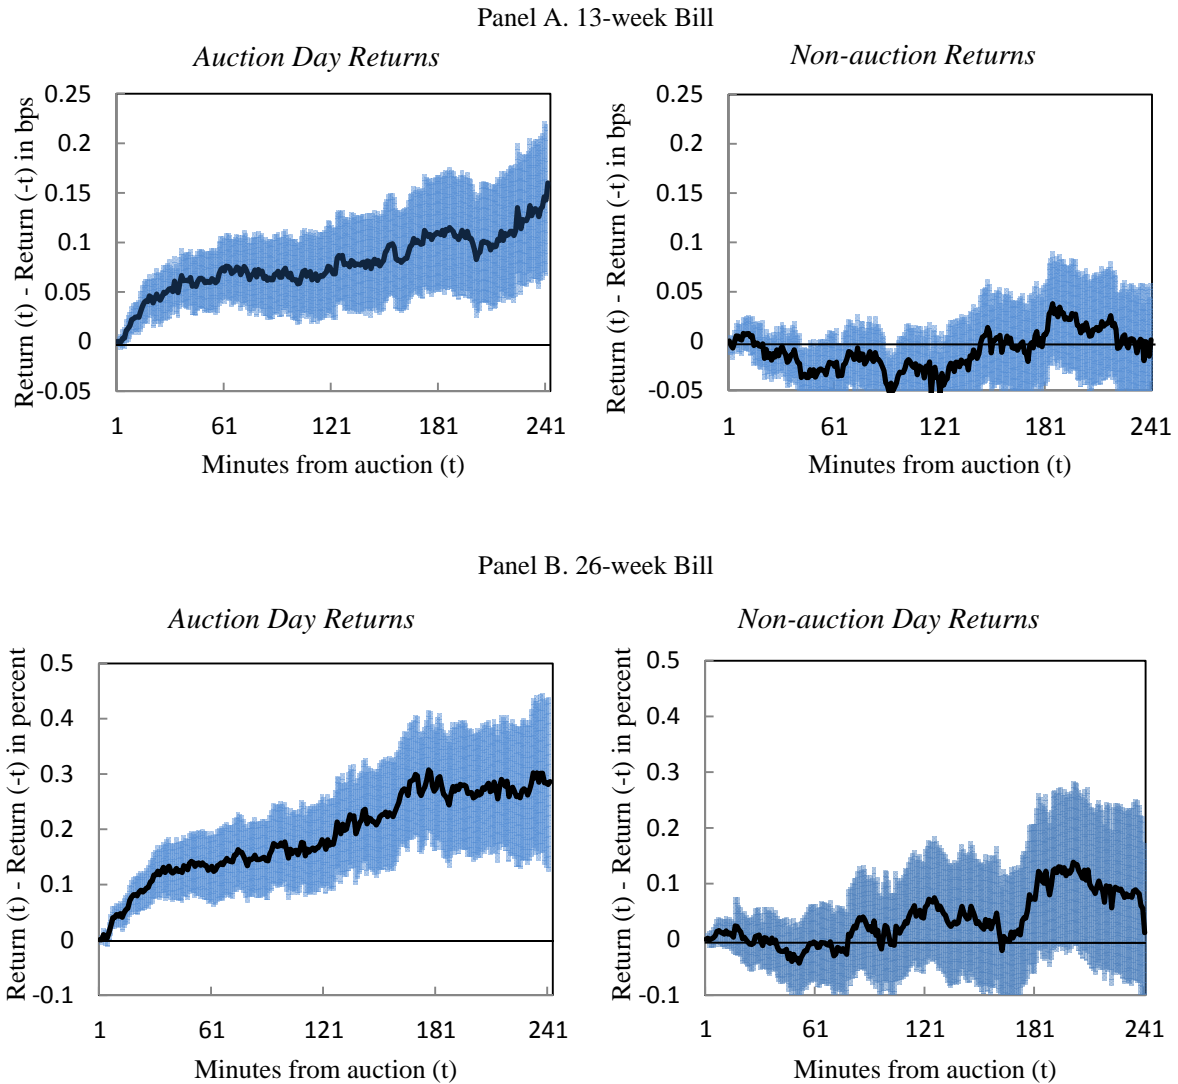 Panel A. 13-week Bill
Auction Day Returns
Return (t) - Return (-t) in bps
0.25
0.2
0.15
0.1
0.05
0
-0.05
1 61 121 181 241
Minutes from auction (t)
Non-auction Returns
Return (t) - Return (-t) in bps
0.25
0.2
0.15
0.1
0.05
0
-0.05
1 61 121 181 241
Minutes from auction (t)
Panel B. 26-week Bill
Auction Day Returns
Return (t) - Return (-t) in percent
0.5
0.4
0.3
0.2
0.1
0
-0.1
1 61 121 181 241
Minutes from auction (t)
Non-auction Day Returns
Return (t) - Return (-t) in percent
0.5
0.4
0.3
0.2
0.1
0
-0.1
1 61 121 181 241
Minutes from auction (t)